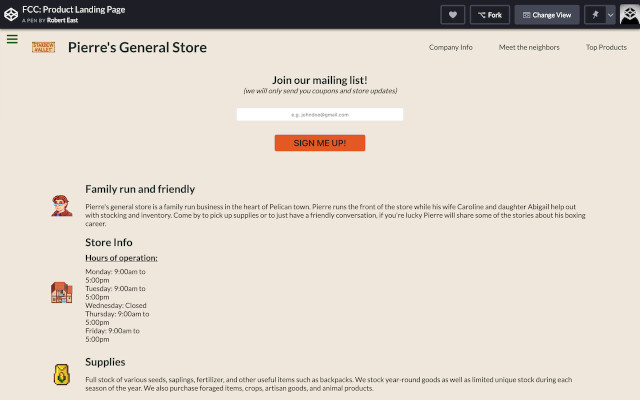 FCC: Product Landing Page
A PEN BY Robert East
Fork
Change View
STARDEW
VALLEY
Pierre's General Store
Company Info
Meet the neighbors
Top Products
Join our mailing list!
(we will only send you coupons and store updates)
e.g. johndoe@gmail.com
SIGN ME UP!
Family run and friendly
Pierre's general store is a family run business in the heart of Pelican town. Pierre runs the front of the store while his wife Caroline and daughter Abigail help out
with stocking and inventory. Come by to pick up supplies or to just have a friendly conversation, if you're lucky Pierre will share some of the stories about his boxing
career.
Store Info
Hours of operation:
Monday: 9:00am to
5:00pm
Tuesday: 9:00am to
5:00pm
Wednesday: Closed
Thursday: 9:00am to
5:00pm
Friday: 9:00am to
5:00pm
Supplies
Full stock of various seeds, saplings, fertilizer, and other useful items such as backpacks. We stock year-round goods as well as limited unique stock during each
season of the year. We also purchase foraged items, crops, artisan goods, and animal products.